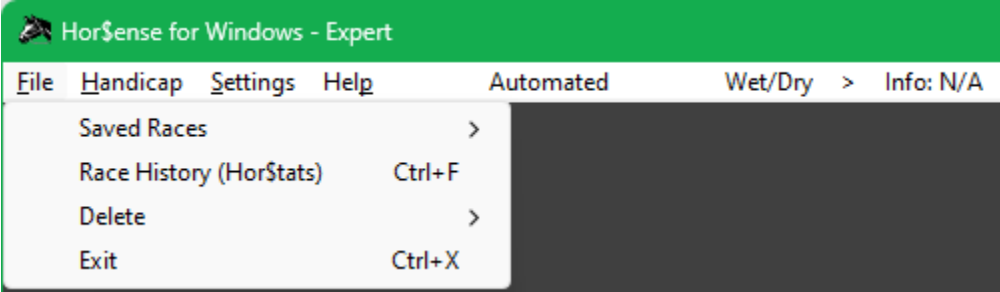 Hor$ense for Windows - Expert
File Handicap Settings Help Automated Wet/Dry > Info: N/A
Saved Races >
Race History (Hor$tats) Ctrl+F
Delete >
Exit Ctrl+X